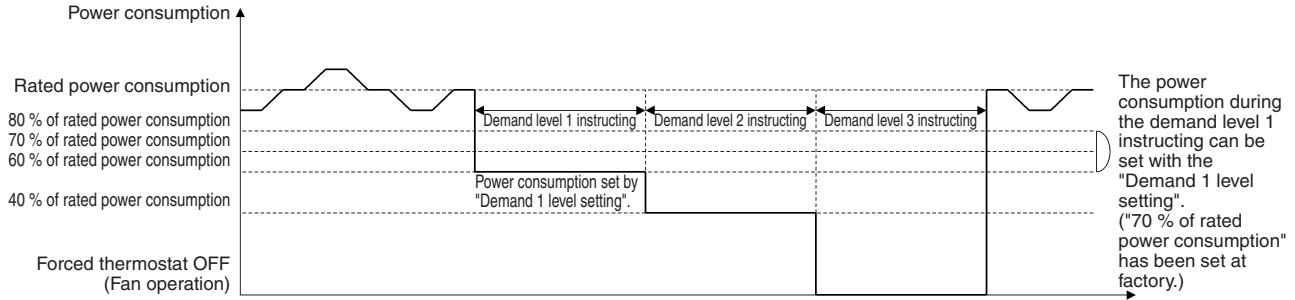 Power consumption
Rated power consumption
80 % of rated power consumption
70 % of rated power consumption
60 % of rated power consumption
40 % of rated power consumption
Forced thermostat OFF
(Fan operation)
Demand level 1 instructing
Demand level 2 instructing
Demand level 3 instructing
Power consumption set by
"Demand 1 level setting".
The power
consumption during
the demand level 1
instructing can be
set with the
"Demand 1 level
setting".
("70 % of rated
power consumption"
has been set at
factory.)